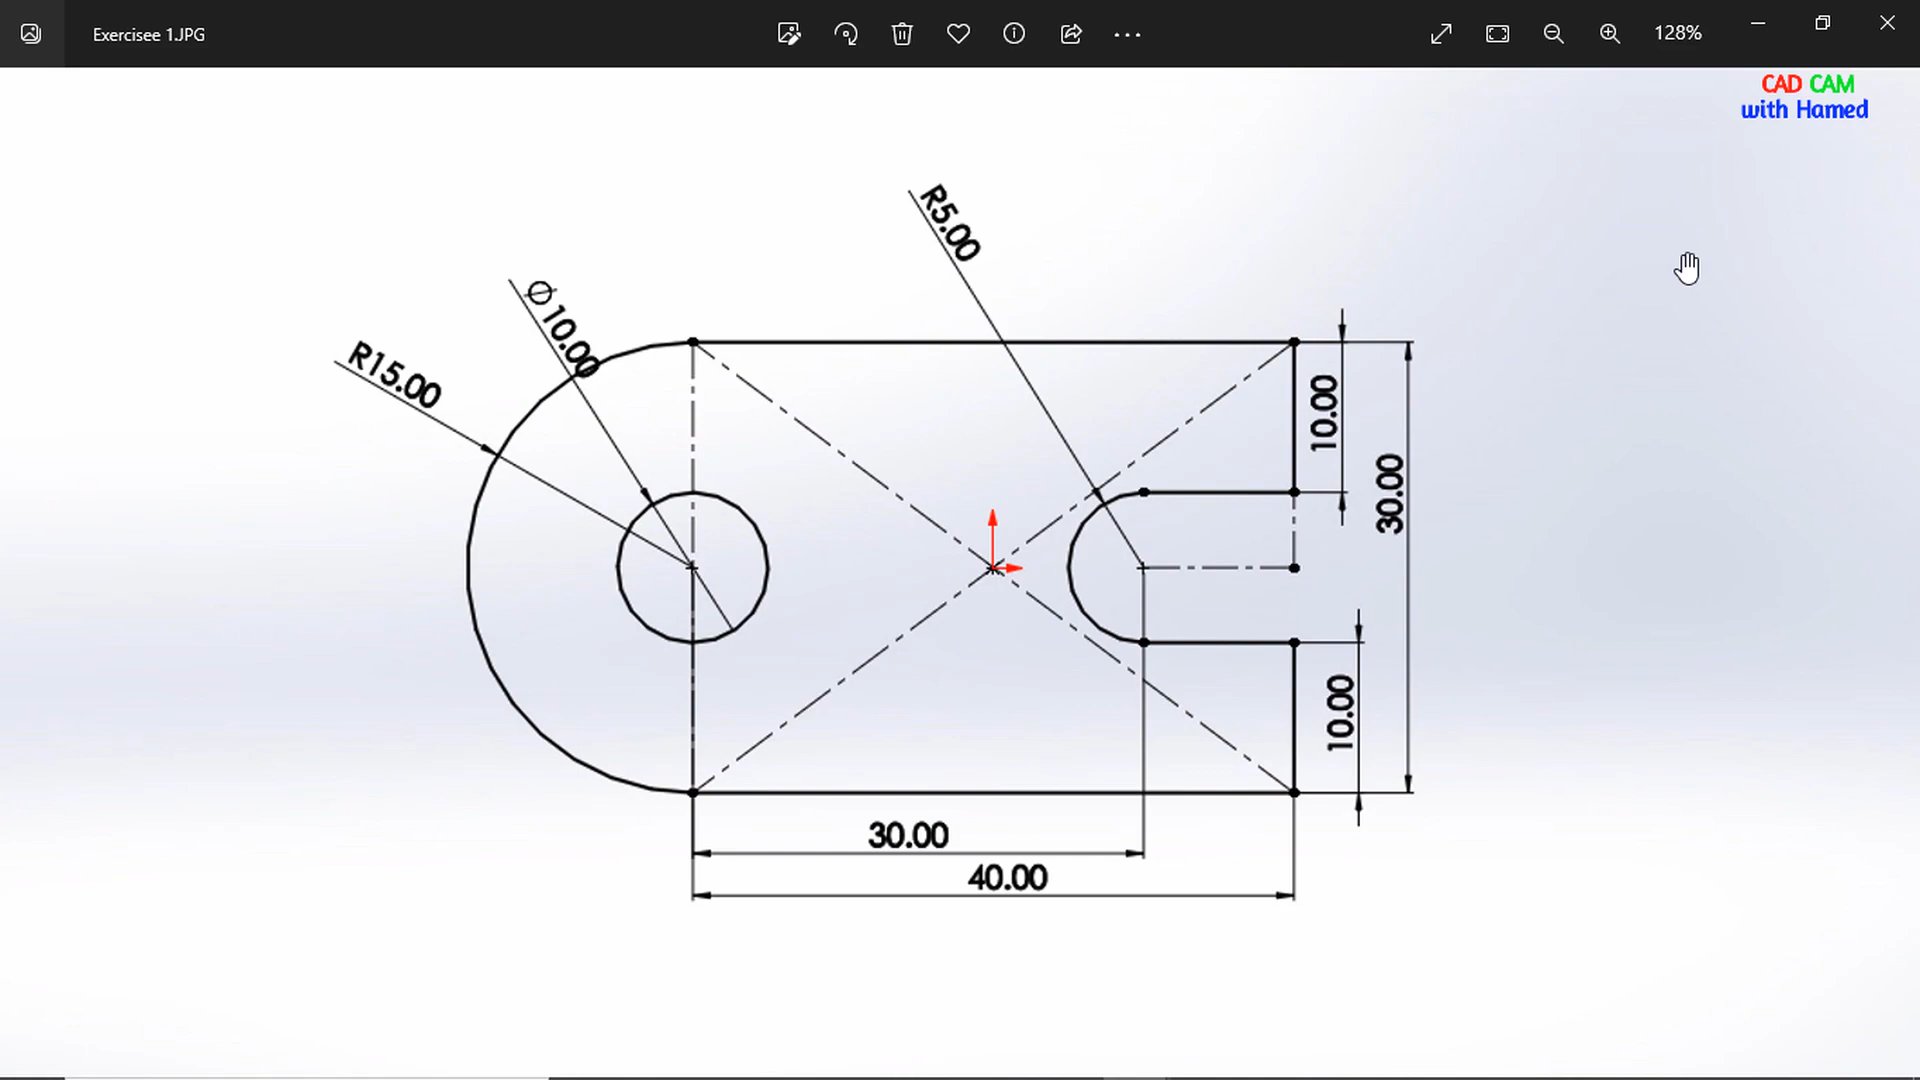 Exercisee 1.JPG
128%
CAD CAM
with Hamed
R5.00
∅10.00
R15.00
10.00
30.00
10.00
30.00
40.00